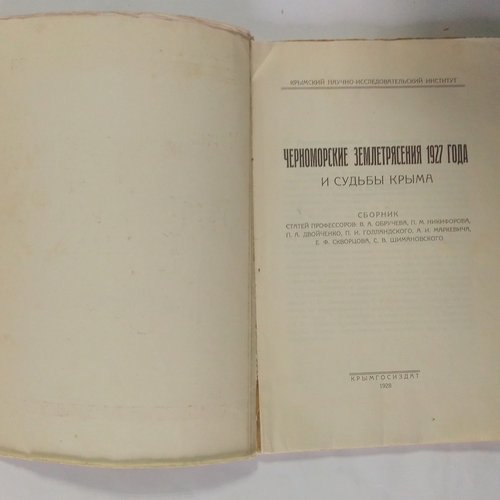 КРЫМСКИЙ НАУЧНО-ИССЛЕДОВАТЕЛЬСКИЙ ИНСТИТУТ
ЧЕРНОМОРСКИЕ ЗЕМЛЕТРЯСЕНИЯ 1927 ГОДА
И СУДЬБЫ КРЫМА
СБОРНИК
СТАТЕЙ ПРОФЕССОРОВ: В. А. ОБРУЧЕВА, П. М. НИКИФОРОВА,
П. А. ДВОЙЧЕНКО, П. И. ГОЛЛАНДСКОГО, А. И. МАРКЕВИЧА,
Е. Ф. СКВОРЦОВА, С. В. ШИМАНОВСКОГО
КРЫМГОСИЗДАТ
1928